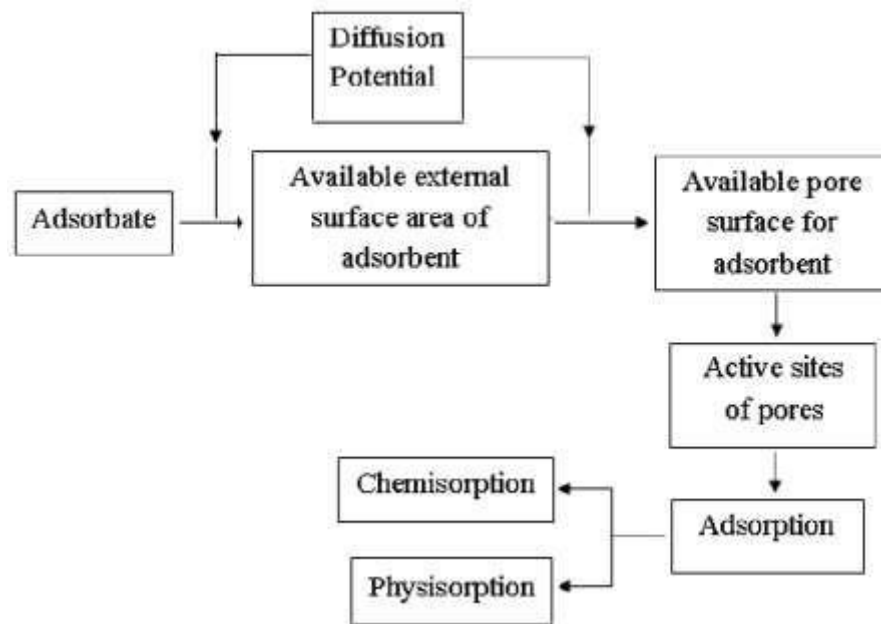 Diffusion
Potential
Adsorbate
Available external
surface area of
adsorbent
Available pore
surface for
adsorbent
Active sites
of pores
Adsorption
Chemisorption
Physisorption